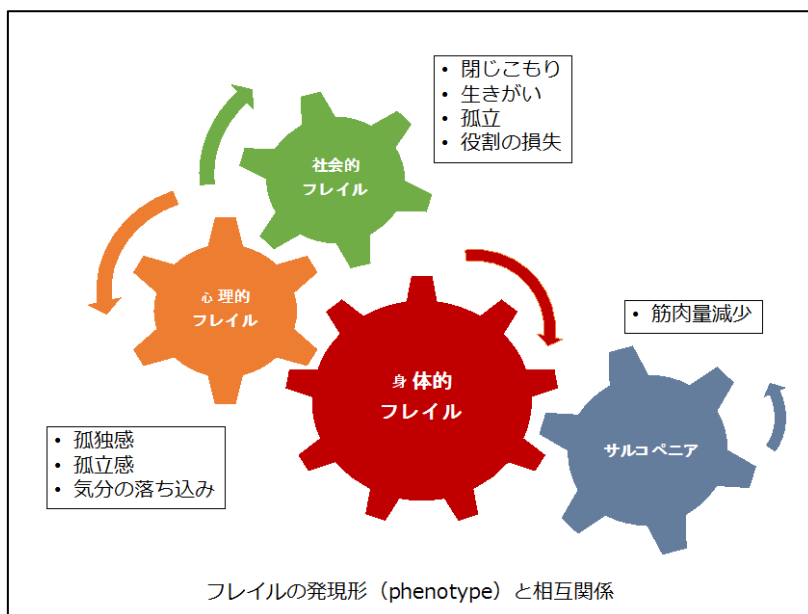 • 閉じこもり
• 生きがい
• 孤立
• 役割の損失
社会的
フレイル
心理的
フレイル
• 筋肉量減少
身体的
フレイル
サルコペニア
• 孤独感
• 孤立感
• 気分の落ち込み
フレイルの発現形（phenotype）と相互関係